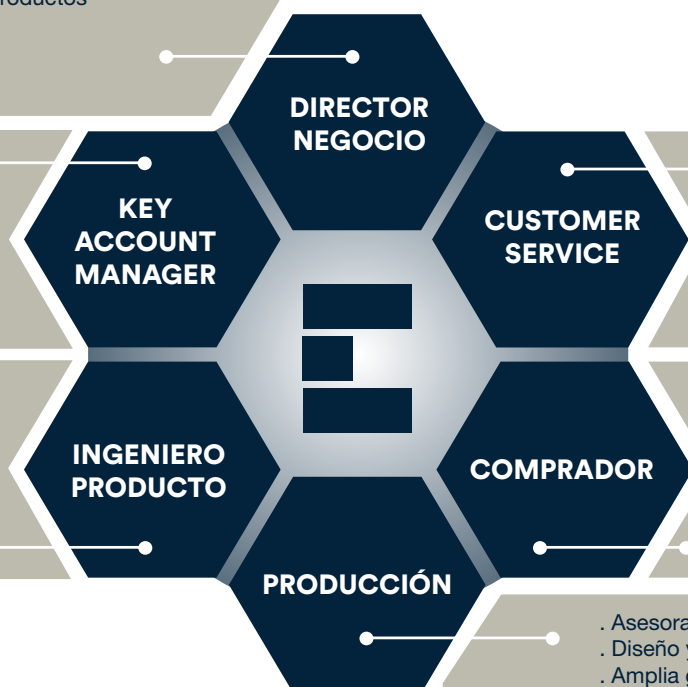 DIRECTOR
NEGOCIO
KEY
ACCOUNT
MANAGER
CUSTOMER
SERVICE
INGENIERO
PRODUCTO
COMPRADOR
PRODUCCIÓN
. Asesora
. Diseño y
. Amplia